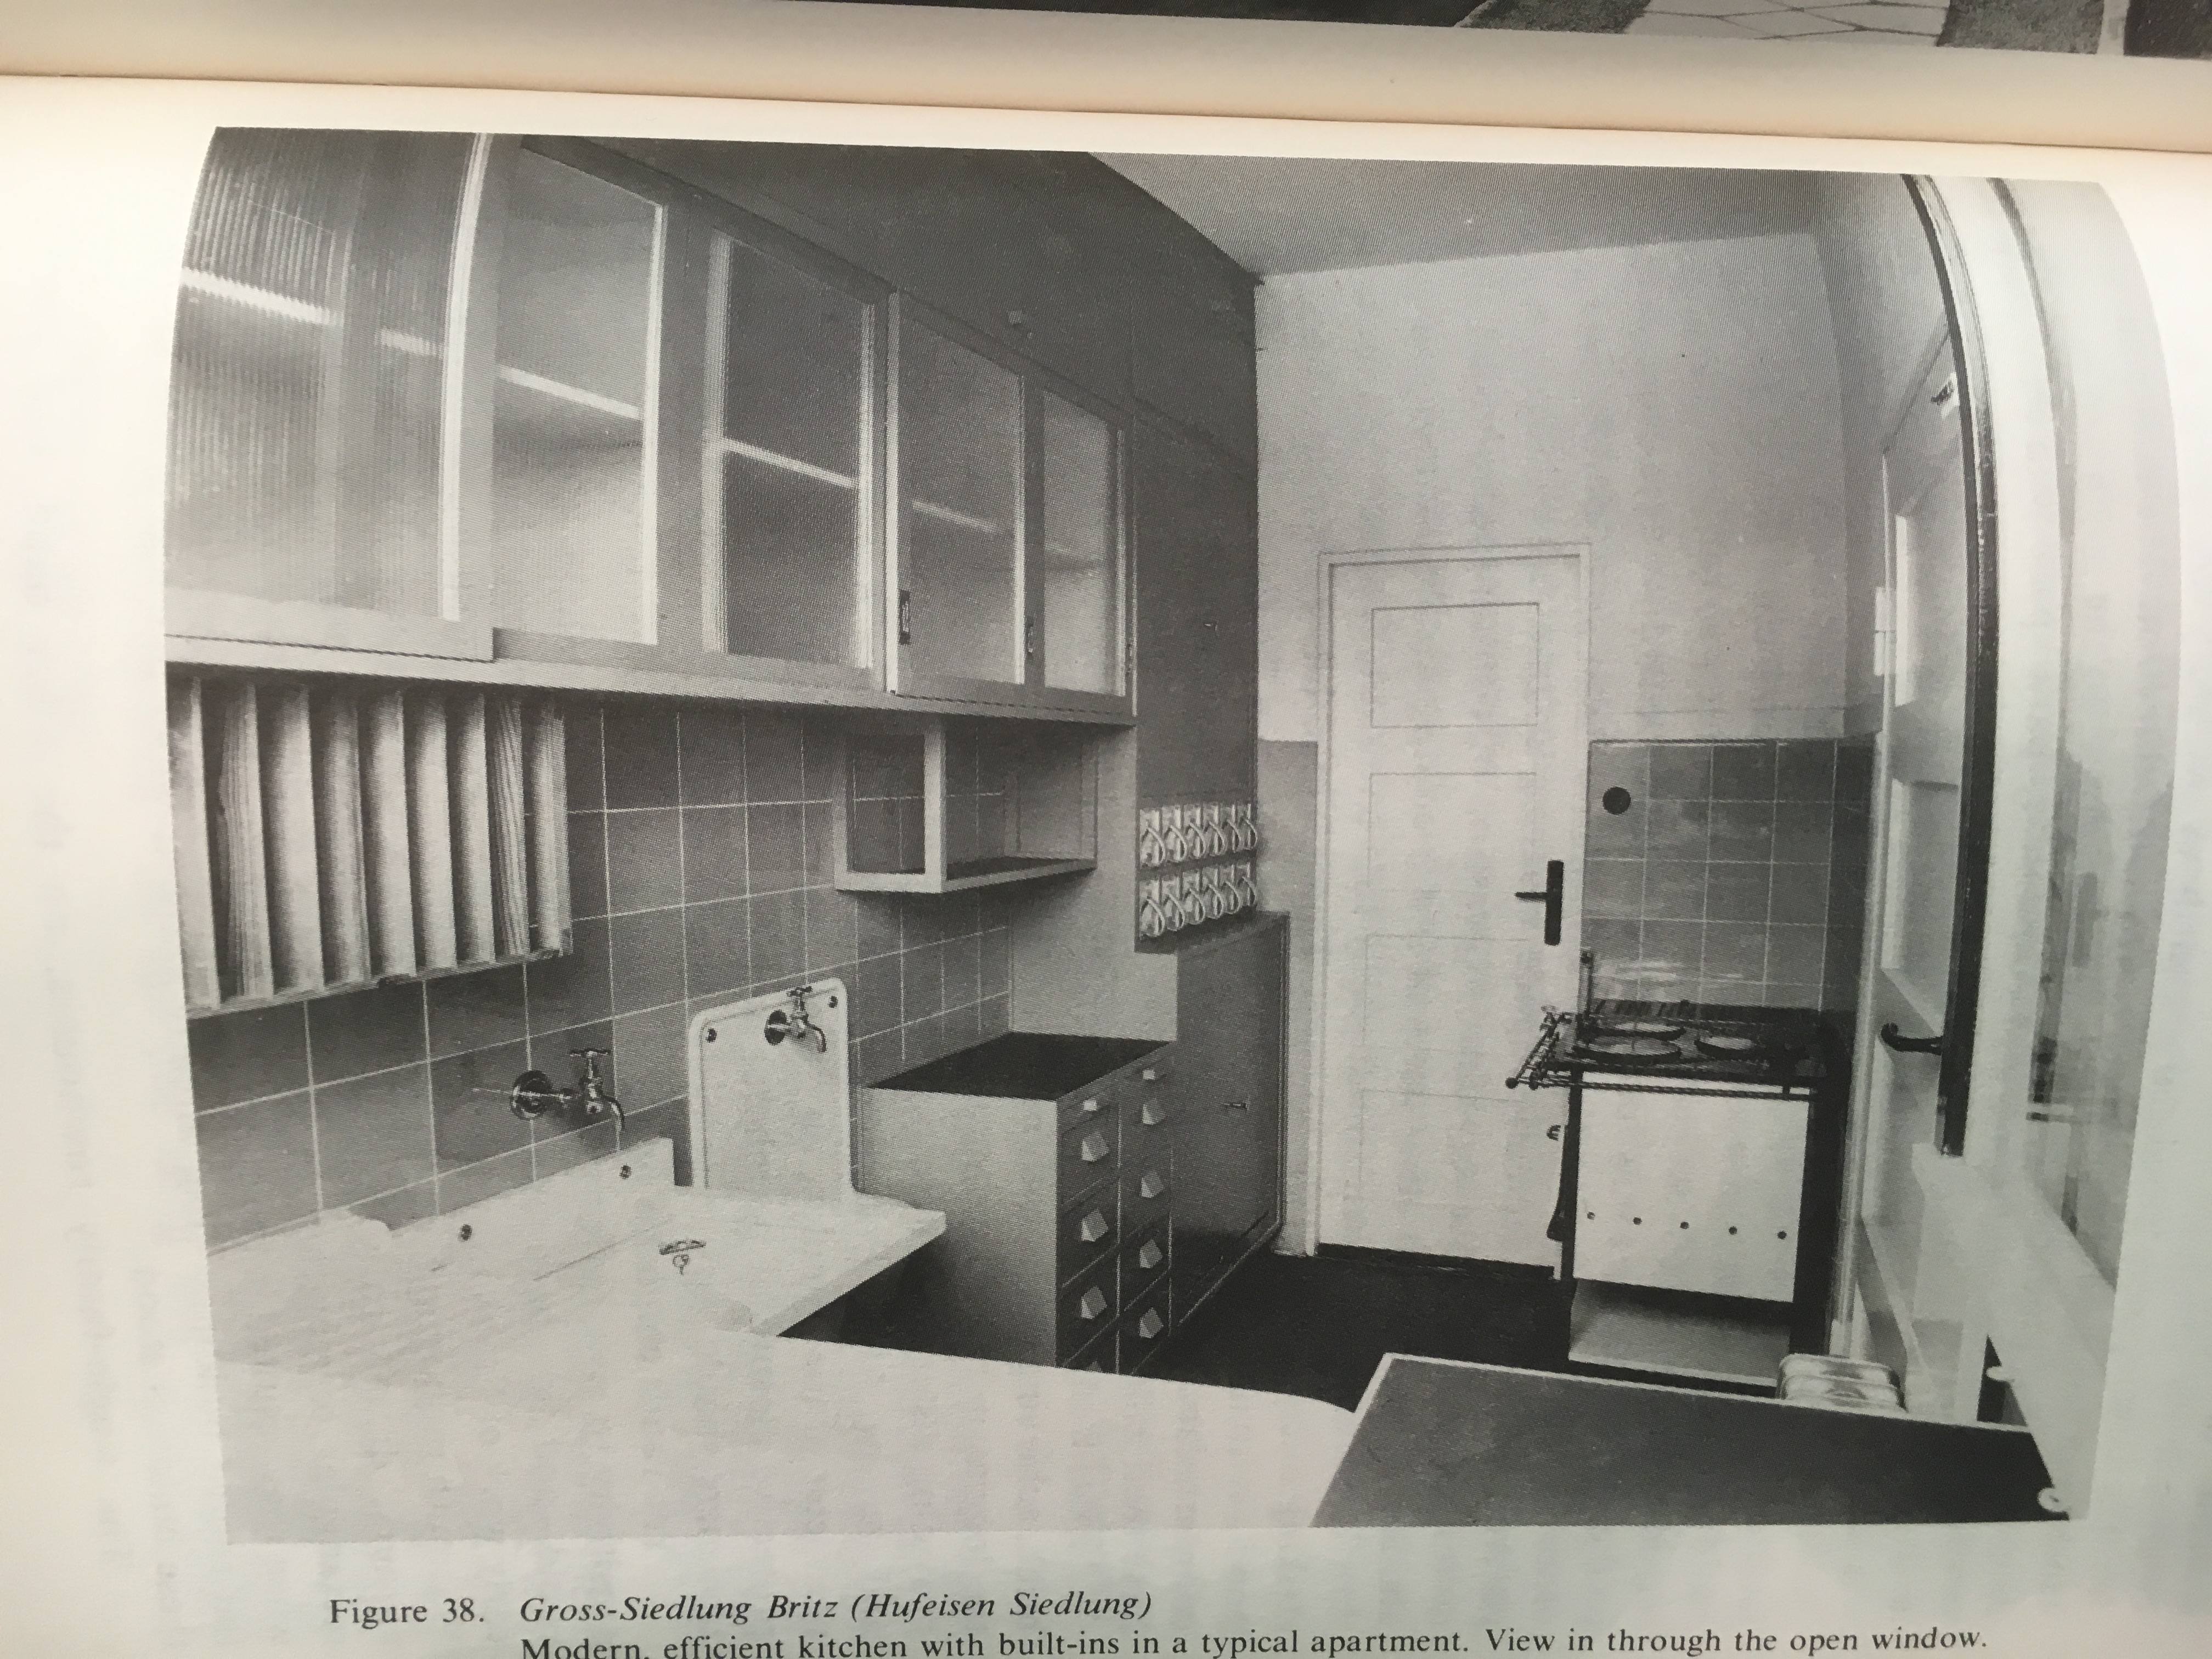 Figure 38. Gross-Siedlung Britz (Hufeisen Siedlung)
Modern, efficient kitchen with built-ins in a typical apartment. View in through the open window.